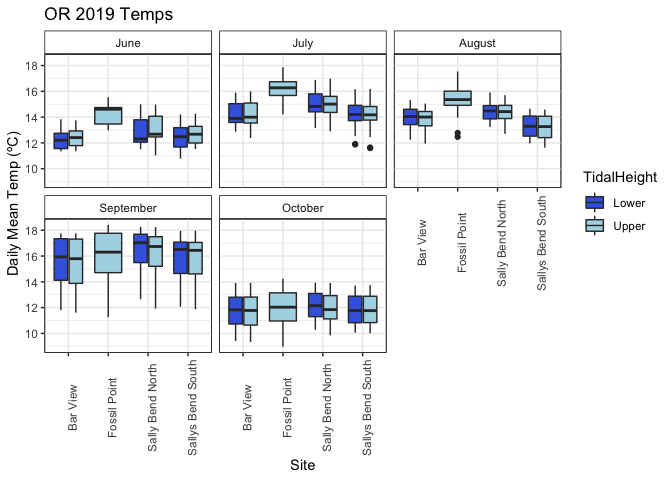 OR 2019 Temps
June
July
August
18
16
14
12
10
Daily Mean Temp (ºC)
Bar View
Fossil Point
Sally Bend North
Sallys Bend South
TidalHeight
Lower
Upper
September
October
18
16
14
12
10
Bar View
Fossil Point
Sally Bend North
Sallys Bend South
Bar View
Fossil Point
Sally Bend North
Sallys Bend South
Site